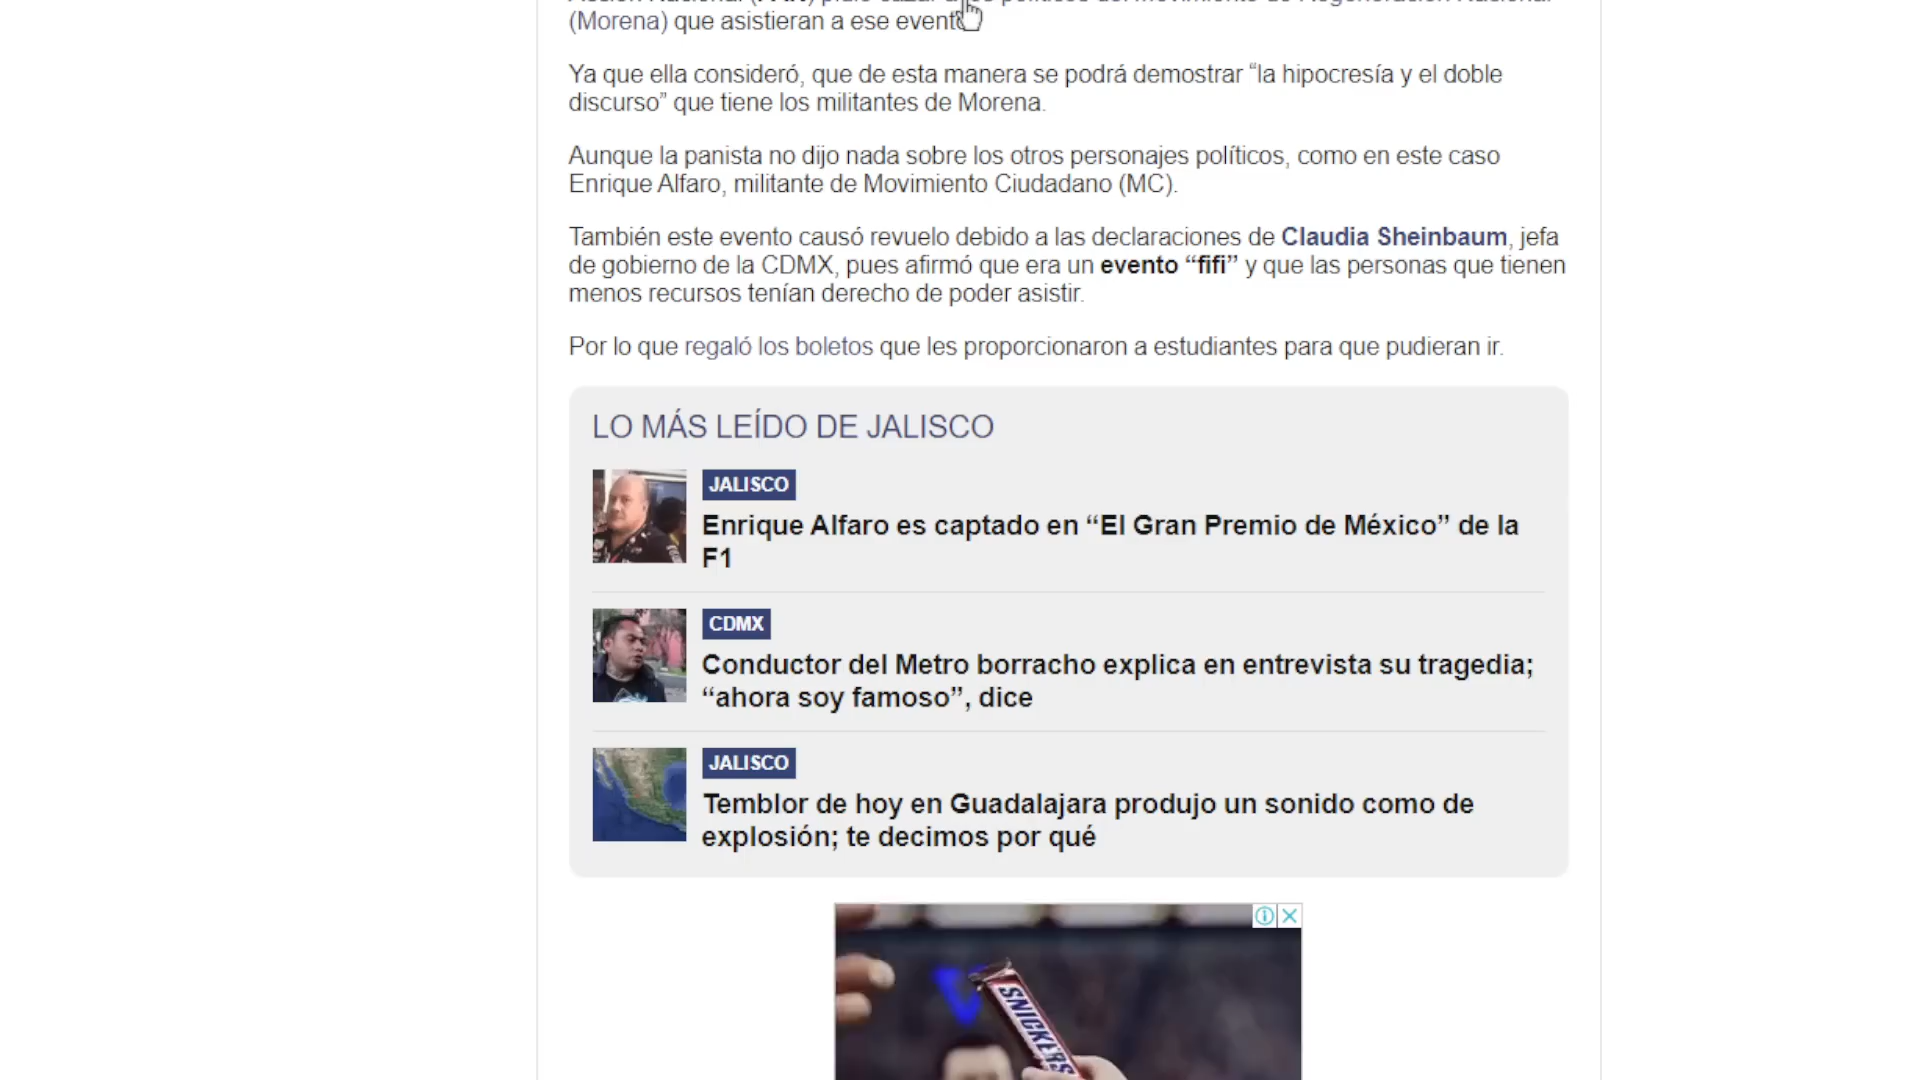 (Morena) que asistieran a ese evento
Ya que ella consideró, que de esta manera se podrá demostrar “la hipocresía y el doble
discurso” que tiene los militantes de Morena.
Aunque la panista no dijo nada sobre los otros personajes políticos, como en este caso
Enrique Alfaro, militante de Movimiento Ciudadano (MC).
También este evento causó revuelo debido a las declaraciones de Claudia Sheinbaum, jefa
de gobierno de la CDMX, pues afirmó que era un evento “fifi” y que las personas que tienen
menos recursos tenían derecho de poder asistir.
Por lo que regaló los boletos que les proporcionaron a estudiantes para que pudieran ir.
LO MÁS LEÍDO DE JALISCO
JALISCO
Enrique Alfaro es captado en “El Gran Premio de México” de la
F1
CDMX
Conductor del Metro borracho explica en entrevista su tragedia;
“ahora soy famoso”, dice
JALISCO
Temblor de hoy en Guadalajara produjo un sonido como de
explosión; te decimos por qué
SNICKERS